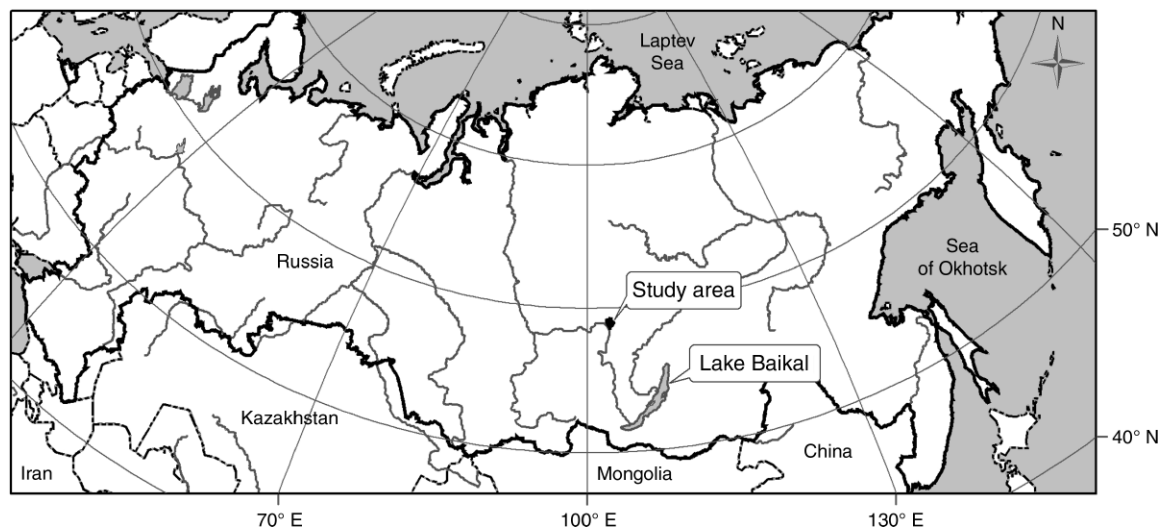 N
Laptev
Sea
50° N
Sea
of Okhotsk
Russia
Study area
Lake Baikal
Kazakhstan
China
40° N
Iran
Mongolia
70° E
100° E
130° E